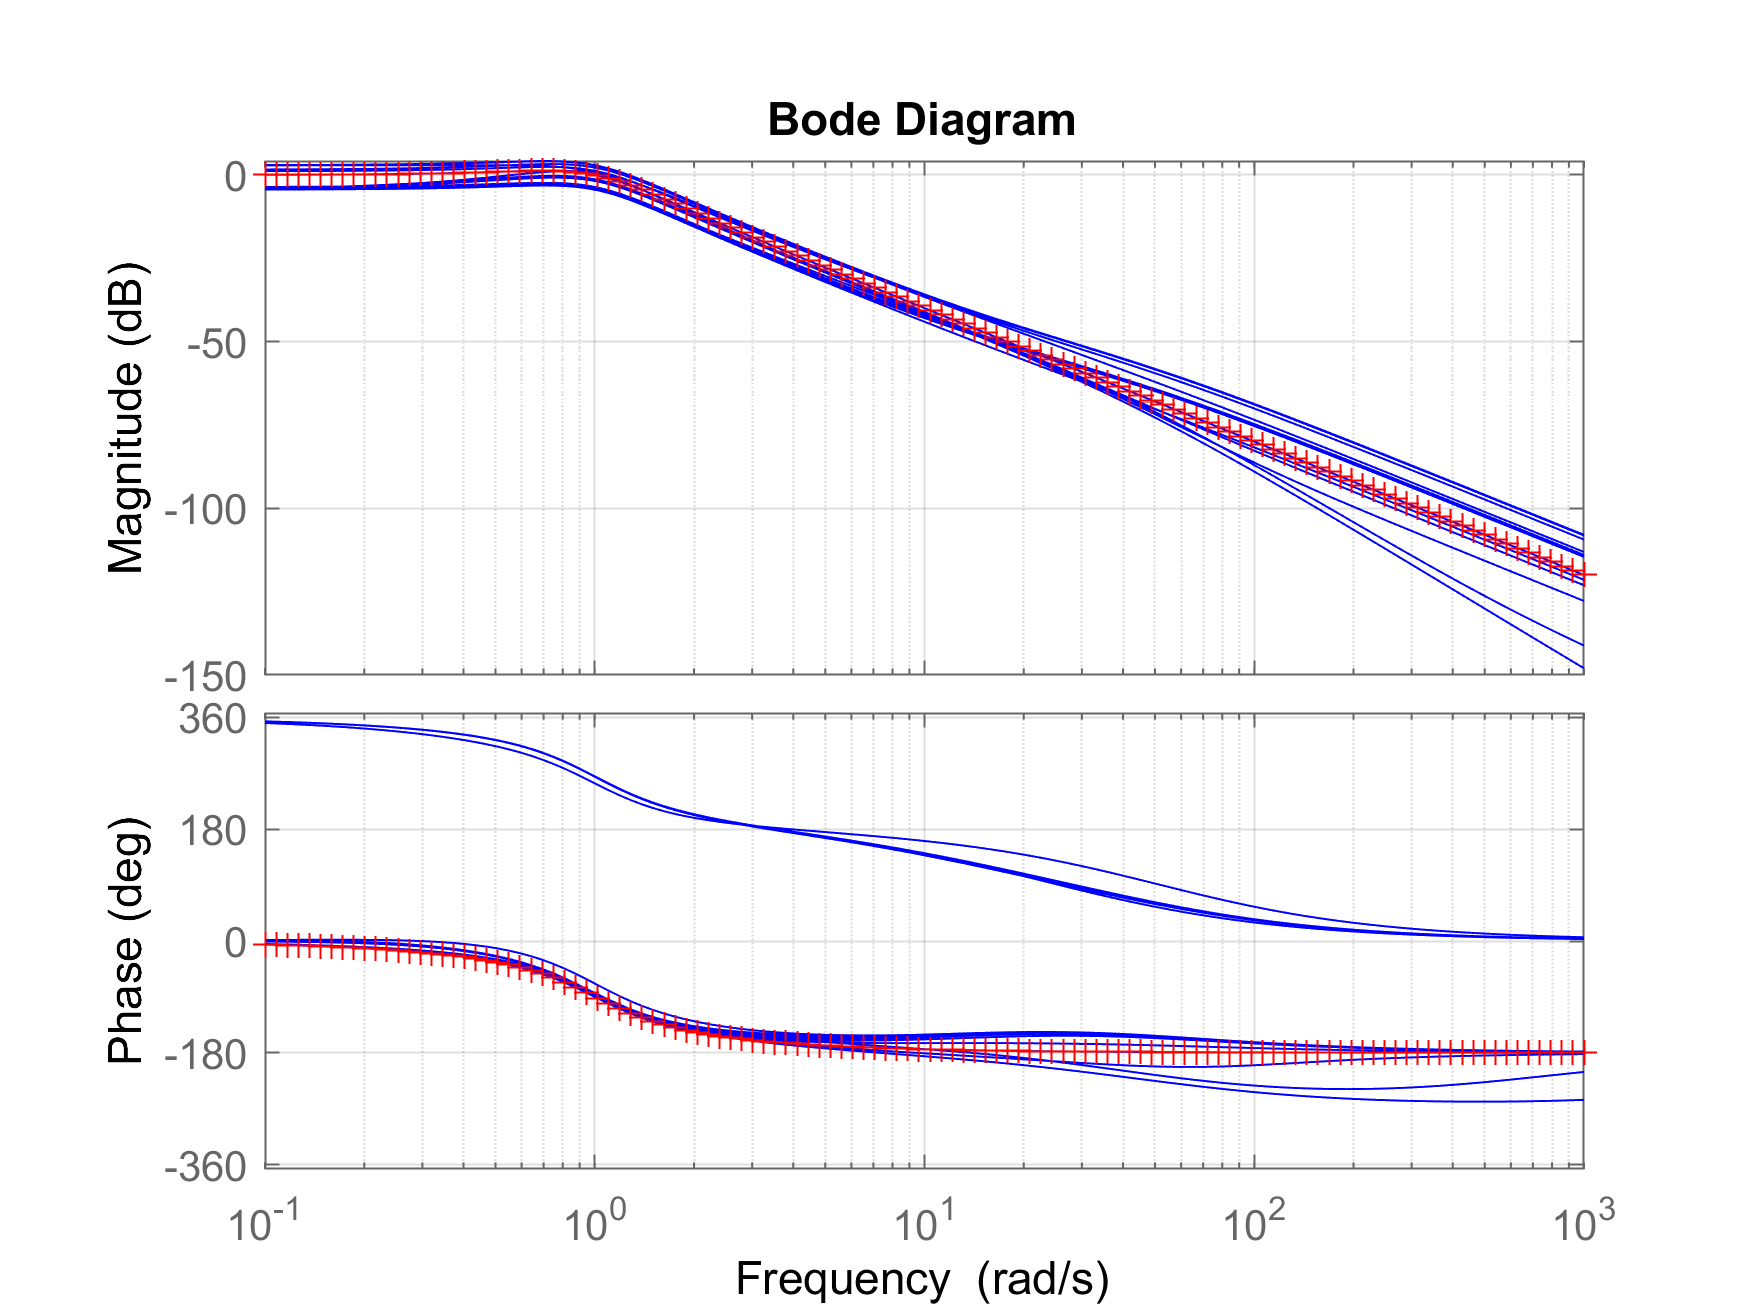 Bode Diagram
Magnitude (dB)
0
-50
-100
-150
Phase (deg)
360
180
0
-180
-360
10^-1 10^0 10^1 10^2 10^3
Frequency (rad/s)